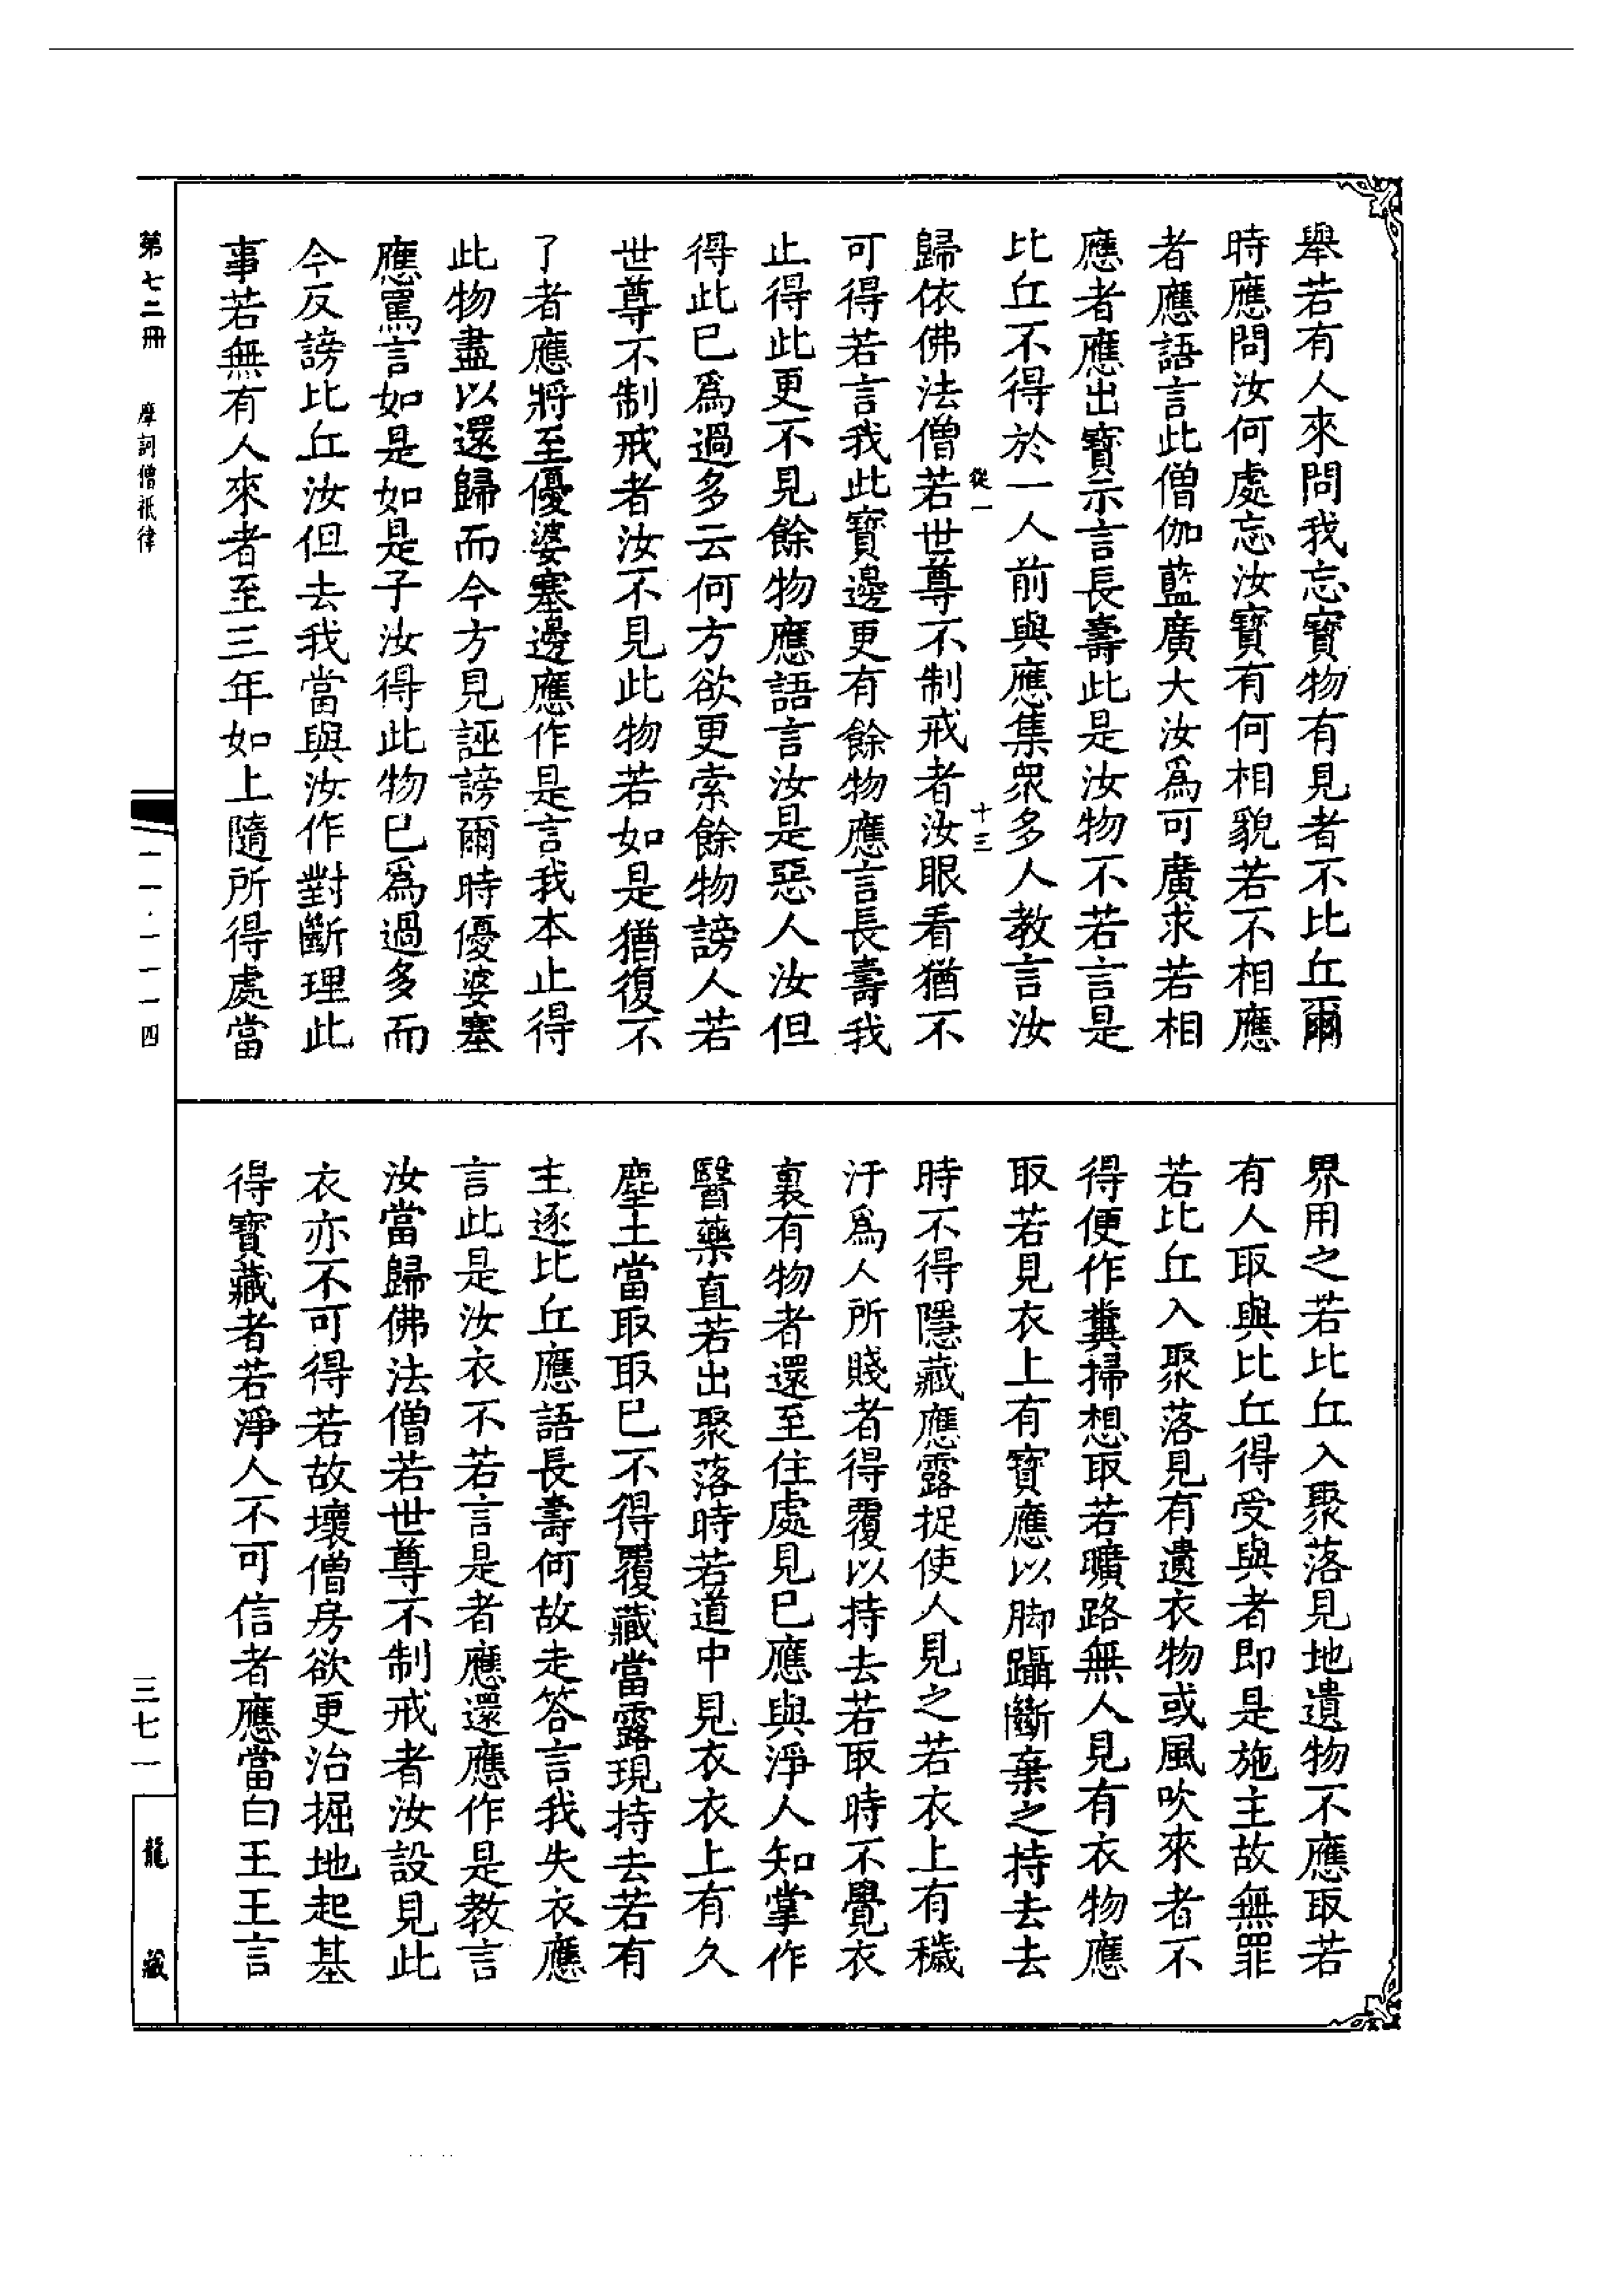 舉若有人來問我忘寶物有見者不比丘爾
時應問汝何處忘汝寶有何相貌若不相應
者應語言此僧伽藍廣大汝爲可廣求若相
應者應出寶示言長壽此是汝物不若言是
比丘不得於一人前與應集眾多人教言汝
從一 十三
歸依佛法僧若世尊不制戒者汝眼看猶不
可得若言我此寶邊更有餘物應言長壽我
止得此更不見餘物應語言汝是惡人汝但
得此已爲過多云何方欲更索餘物謗人若
世尊不制戒者汝不見此物若如是猶復不
了者應將至優婆塞邊應作是言我本止得
此物盡以還歸而今方見誣謗爾時優婆塞
應罵言如是如是子汝得此物已爲過多而
今反謗比丘汝但去我當與汝作對斷理此
事若無有人來者至三年如上隨所得處當
界用之若比丘入聚落見地遺物不應取若
有人取與比丘得受與者即是施主故無罪
若比丘入聚落見有遺衣物或風吹來者不
得便作糞掃想取若曠路無人見有衣物應
取若見衣上有寶應以脚躡斷棄之持去去
時不得隱藏應露捉使人見之若衣上有穢
汙爲人所賤者得覆以持去若取時不覺衣
裏有物者還至住處見已應與淨人知掌作
醫藥直若出聚落時若道中見衣衣上有久
塵土當取取已不得覆藏當露現持去若有
主逐比丘應語長壽何故走答言我失衣應
言此是汝衣不若言是者應還應作是教言
汝當歸佛法僧若世尊不制戒者汝設見此
衣亦不可得若故壞僧房欲更治掘地起基
得寶藏者若淨人不可信者應當白王王言
第七二冊 摩訶僧祇律
一一一·一一一四
三七一
龍藏